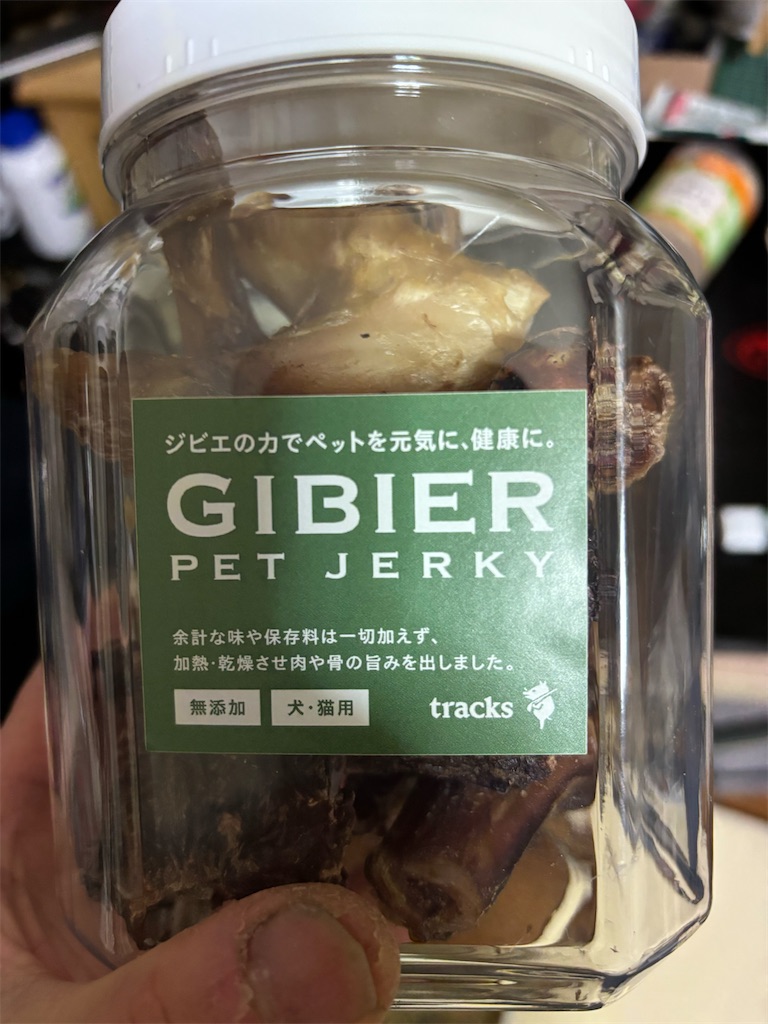 ジビエの力でペットを元気に、健康に。
GIBIER
PET JERKY
余計な味や保存料は一切加えず、
加熱・乾燥させ肉や骨の旨みを出しました。
無添加
犬・猫用
tracks